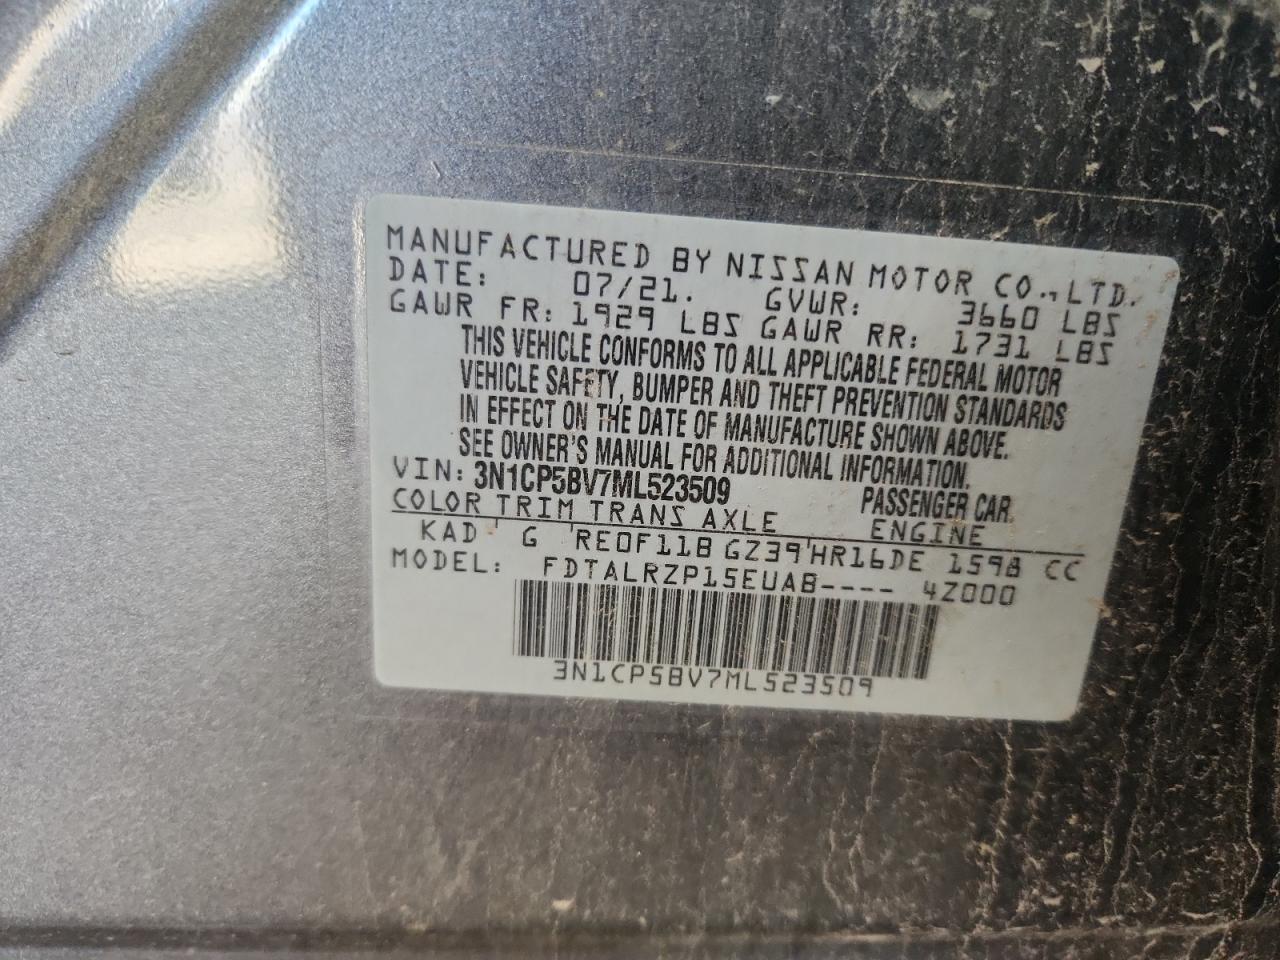 MANUFACTURED BY NISSAN MOTOR CO.,LTD.
DATE: 07/21. GVWR: 3660 LBS
GAWR FR: 1929 LBS GAWR RR: 1731 LBS
THIS VEHICLE CONFORMS TO ALL APPLICABLE FEDERAL MOTOR
VEHICLE SAFETY, BUMPER AND THEFT PREVENTION STANDARDS
IN EFFECT ON THE DATE OF MANUFACTURE SHOWN ABOVE.
SEE OWNER'S MANUAL FOR ADDITIONAL INFORMATION.
VIN: 3N1CP5BV7ML523509 PASSENGER CAR
COLOR TRIM TRANS AXLE ENGINE
KAD G RE0F11B GZ39 HR16DE 1598 CC
MODEL: FDTALRZP15EUAB---- 4Z000
3N1CP5BV7ML523509